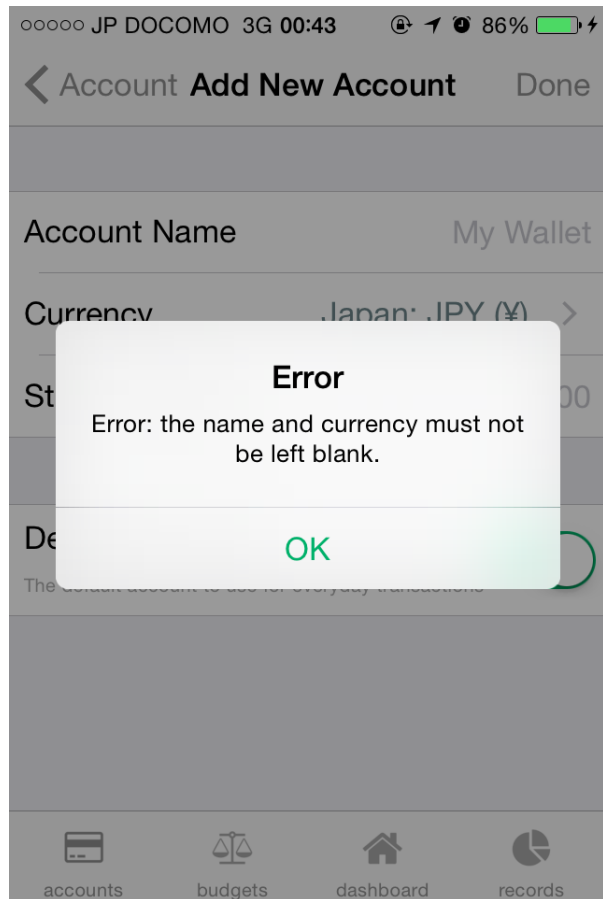 JP DOCOMO 3G 00:43 86%
Account Add New Account Done
Account Name My Wallet
Currency Japan: JPY (¥)
Error
St 00
Error: the name and currency must not
be left blank.
De OK
The default account to use for everyday transactions
accounts budgets dashboard records